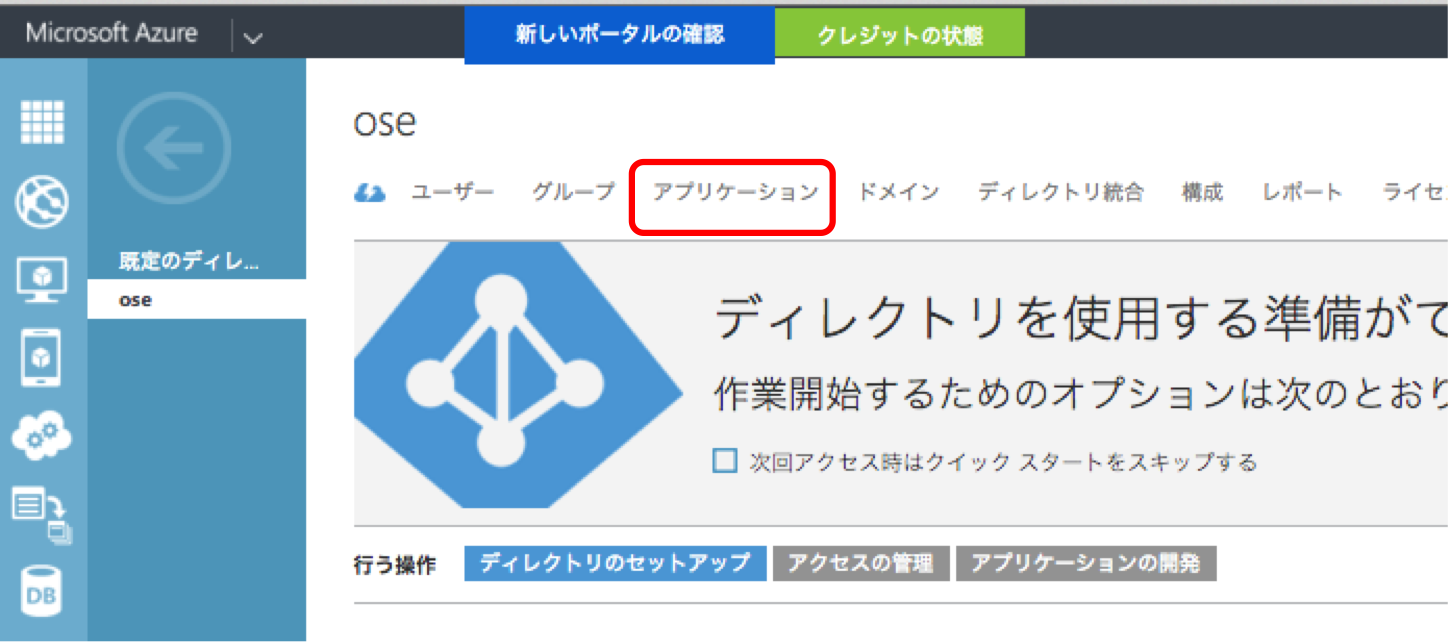 Microsoft Azure
新しいポータルの確認
クレジットの状態
既定のディレ...
ose
ose
ユーザー グループ アプリケーション ドメイン ディレクトリ統合 構成 レポート ライセ
ディレクトリを使用する準備がで
作業開始するためのオプションは次のとおり
次回アクセス時はクイック スタートをスキップする
行う操作 ディレクトリのセットアップ アクセスの管理 アプリケーションの開発
DB